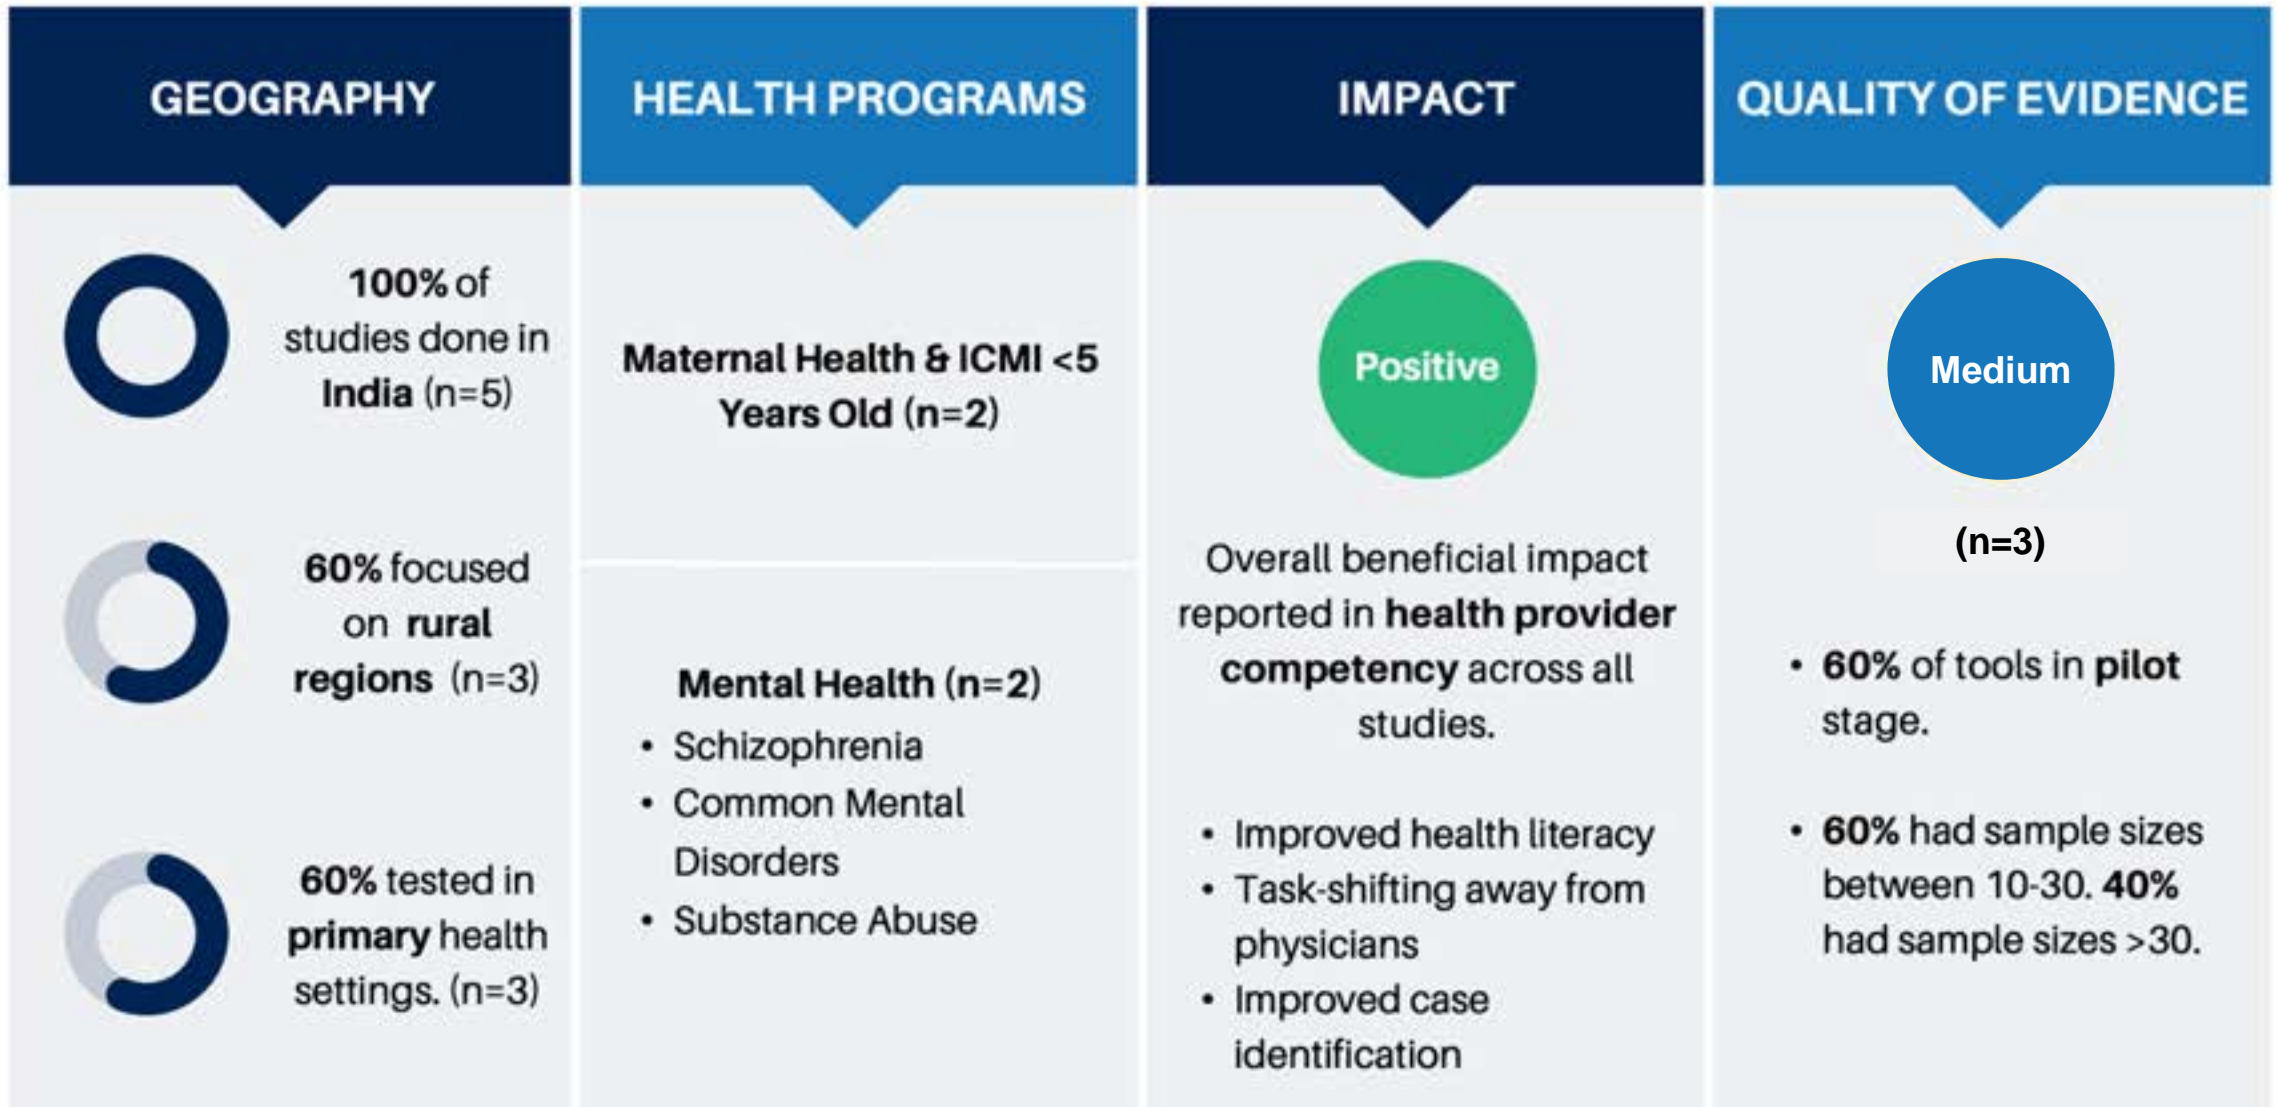 GEOGRAPHY
100% of
studies done in
India (n=5)
60% focused
on rural
regions (n=3)
60% tested in
primary health
settings. (n=3)
HEALTH PROGRAMS
Maternal Health & ICMI <5
Years Old (n=2)
Mental Health (n=2)
• Schizophrenia
• Common Mental
Disorders
• Substance Abuse
IMPACT
Positive
Overall beneficial impact
reported in health provider
competency across all
studies.
• Improved health literacy
• Task-shifting away from
physicians
• Improved case
identification
QUALITY OF EVIDENCE
Medium
(n=3)
• 60% of tools in pilot
stage.
• 60% had sample sizes
between 10-30. 40%
had sample sizes >30.